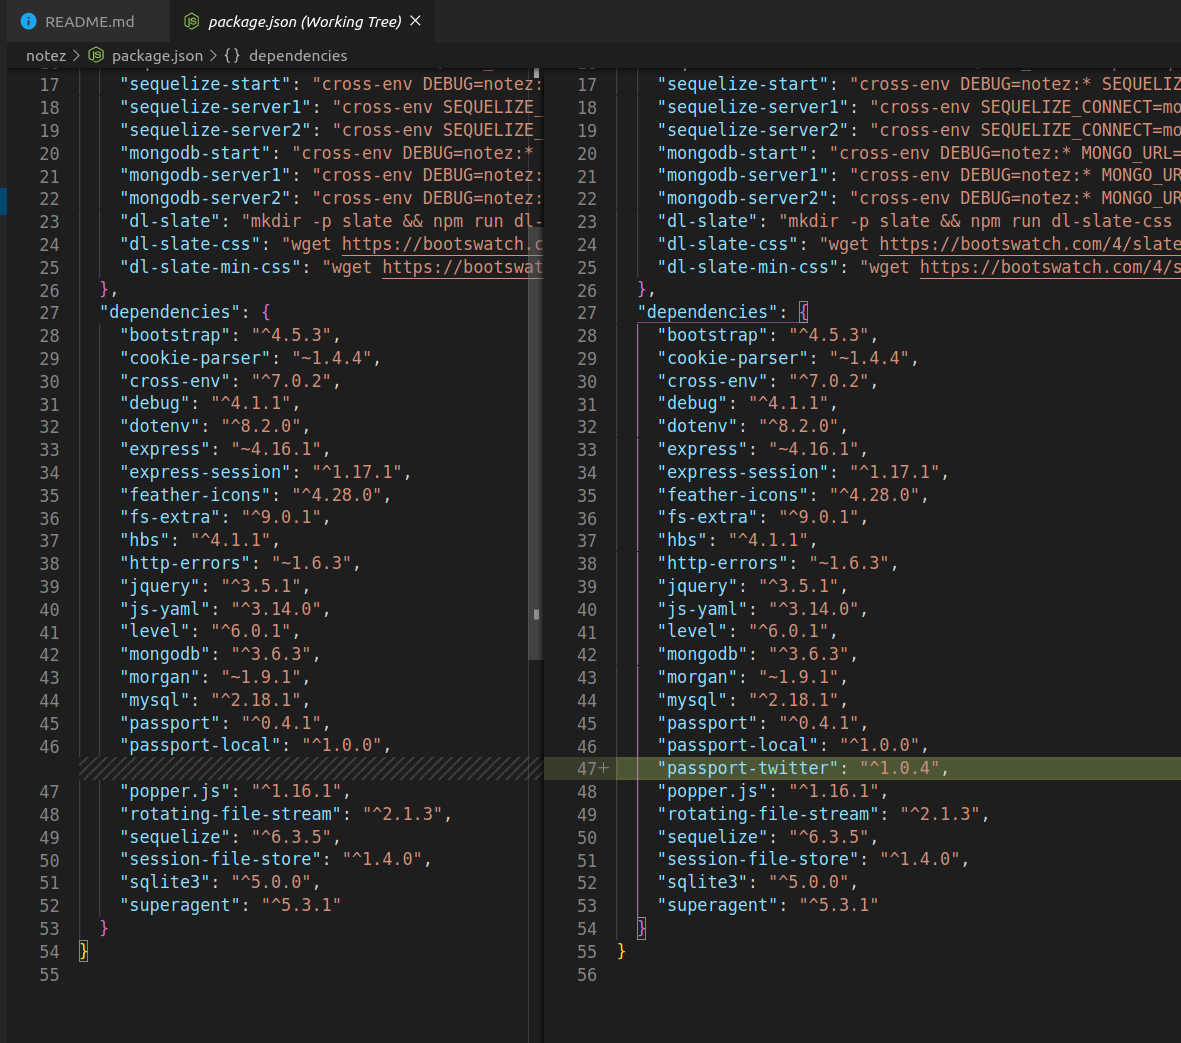 README.md
package.json (Working Tree)
notez > package.json > {} dependencies
17 "sequelize-start": "cross-env DEBUG=notez:
18 "sequelize-server1": "cross-env SEQUELIZE_
19 "sequelize-server2": "cross-env SEQUELIZE_
20 "mongodb-start": "cross-env DEBUG=notez:*
21 "mongodb-server1": "cross-env DEBUG=notez:
22 "mongodb-server2": "cross-env DEBUG=notez:
23 "dl-slate": "mkdir -p slate && npm run dl-
24 "dl-slate-css": "wget https://bootswatch.c
25 "dl-slate-min-css": "wget https://bootswat
26 },
27 "dependencies": {
28 "bootstrap": "^4.5.3",
29 "cookie-parser": "~1.4.4",
30 "cross-env": "^7.0.2",
31 "debug": "^4.1.1",
32 "dotenv": "^8.2.0",
33 "express": "~4.16.1",
34 "express-session": "^1.17.1",
35 "feather-icons": "^4.28.0",
36 "fs-extra": "^9.0.1",
37 "hbs": "^4.1.1",
38 "http-errors": "~1.6.3",
39 "jquery": "^3.5.1",
40 "js-yaml": "^3.14.0",
41 "level": "^6.0.1",
42 "mongodb": "^3.6.3",
43 "morgan": "~1.9.1",
44 "mysql": "^2.18.1",
45 "passport": "^0.4.1",
46 "passport-local": "^1.0.0",
47 "popper.js": "^1.16.1",
48 "rotating-file-stream": "^2.1.3",
49 "sequelize": "^6.3.5",
50 "session-file-store": "^1.4.0",
51 "sqlite3": "^5.0.0",
52 "superagent": "^5.3.1"
53 }
54 }
55
17 "sequelize-start": "cross-env DEBUG=notez:* SEQUELIZ
18 "sequelize-server1": "cross-env SEQUELIZE_CONNECT=mo
19 "sequelize-server2": "cross-env SEQUELIZE_CONNECT=mo
20 "mongodb-start": "cross-env DEBUG=notez:* MONGO_URL=
21 "mongodb-server1": "cross-env DEBUG=notez:* MONGO_UR
22 "mongodb-server2": "cross-env DEBUG=notez:* MONGO_UR
23 "dl-slate": "mkdir -p slate && npm run dl-slate-css
24 "dl-slate-css": "wget https://bootswatch.com/4/slate
25 "dl-slate-min-css": "wget https://bootswatch.com/4/s
26 },
27 "dependencies": {
28 "bootstrap": "^4.5.3",
29 "cookie-parser": "~1.4.4",
30 "cross-env": "^7.0.2",
31 "debug": "^4.1.1",
32 "dotenv": "^8.2.0",
33 "express": "~4.16.1",
34 "express-session": "^1.17.1",
35 "feather-icons": "^4.28.0",
36 "fs-extra": "^9.0.1",
37 "hbs": "^4.1.1",
38 "http-errors": "~1.6.3",
39 "jquery": "^3.5.1",
40 "js-yaml": "^3.14.0",
41 "level": "^6.0.1",
42 "mongodb": "^3.6.3",
43 "morgan": "~1.9.1",
44 "mysql": "^2.18.1",
45 "passport": "^0.4.1",
46 "passport-local": "^1.0.0",
47+ "passport-twitter": "^1.0.4",
48 "popper.js": "^1.16.1",
49 "rotating-file-stream": "^2.1.3",
50 "sequelize": "^6.3.5",
51 "session-file-store": "^1.4.0",
52 "sqlite3": "^5.0.0",
53 "superagent": "^5.3.1"
54 }
55 }
56